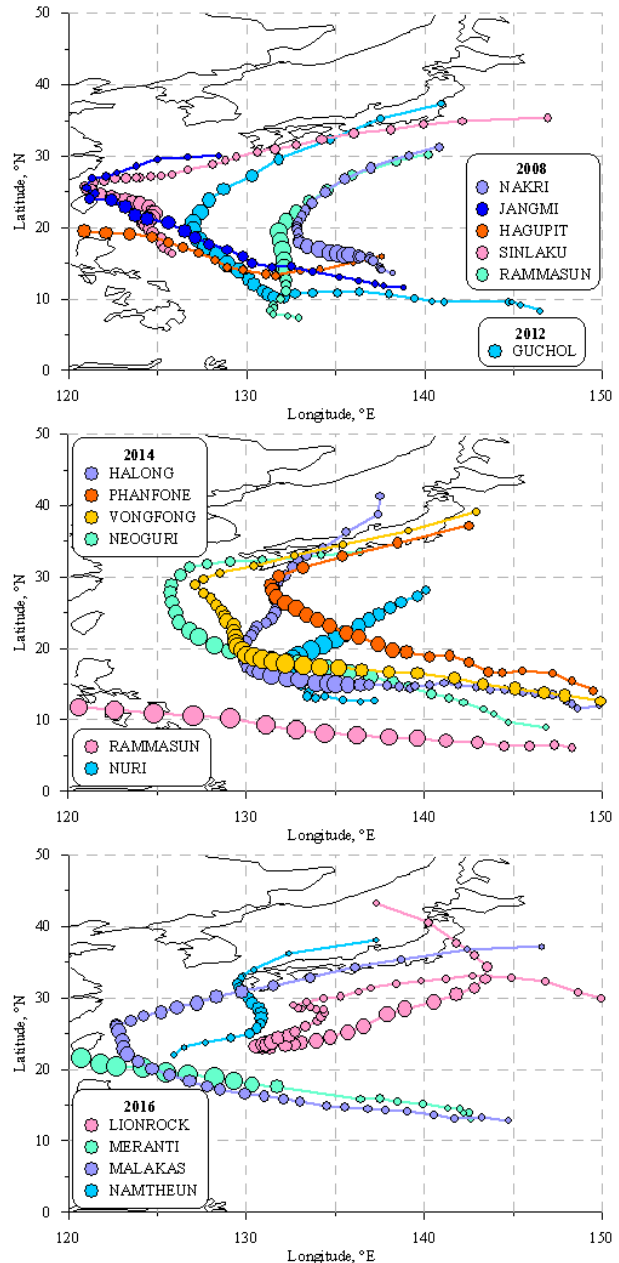 50
40
30
20
10
0
Latitude, °N
2008
NAKRI
JANGMI
HAGUPIT
SINLAKU
RAMMASUN
2012
GUCHOL
120 130 140 150
Longitude, °E
50
40
30
20
10
0
Latitude, °N
2014
HALONG
PHANFONE
VONGFONG
NEOGURI
RAMMASUN
NURI
120 130 140 150
Longitude, °E
50
40
30
20
10
0
Latitude, °N
2016
LIONROCK
MERANTI
MALAKAS
NAMTHEUN
120 130 140 150
Longitude, °E